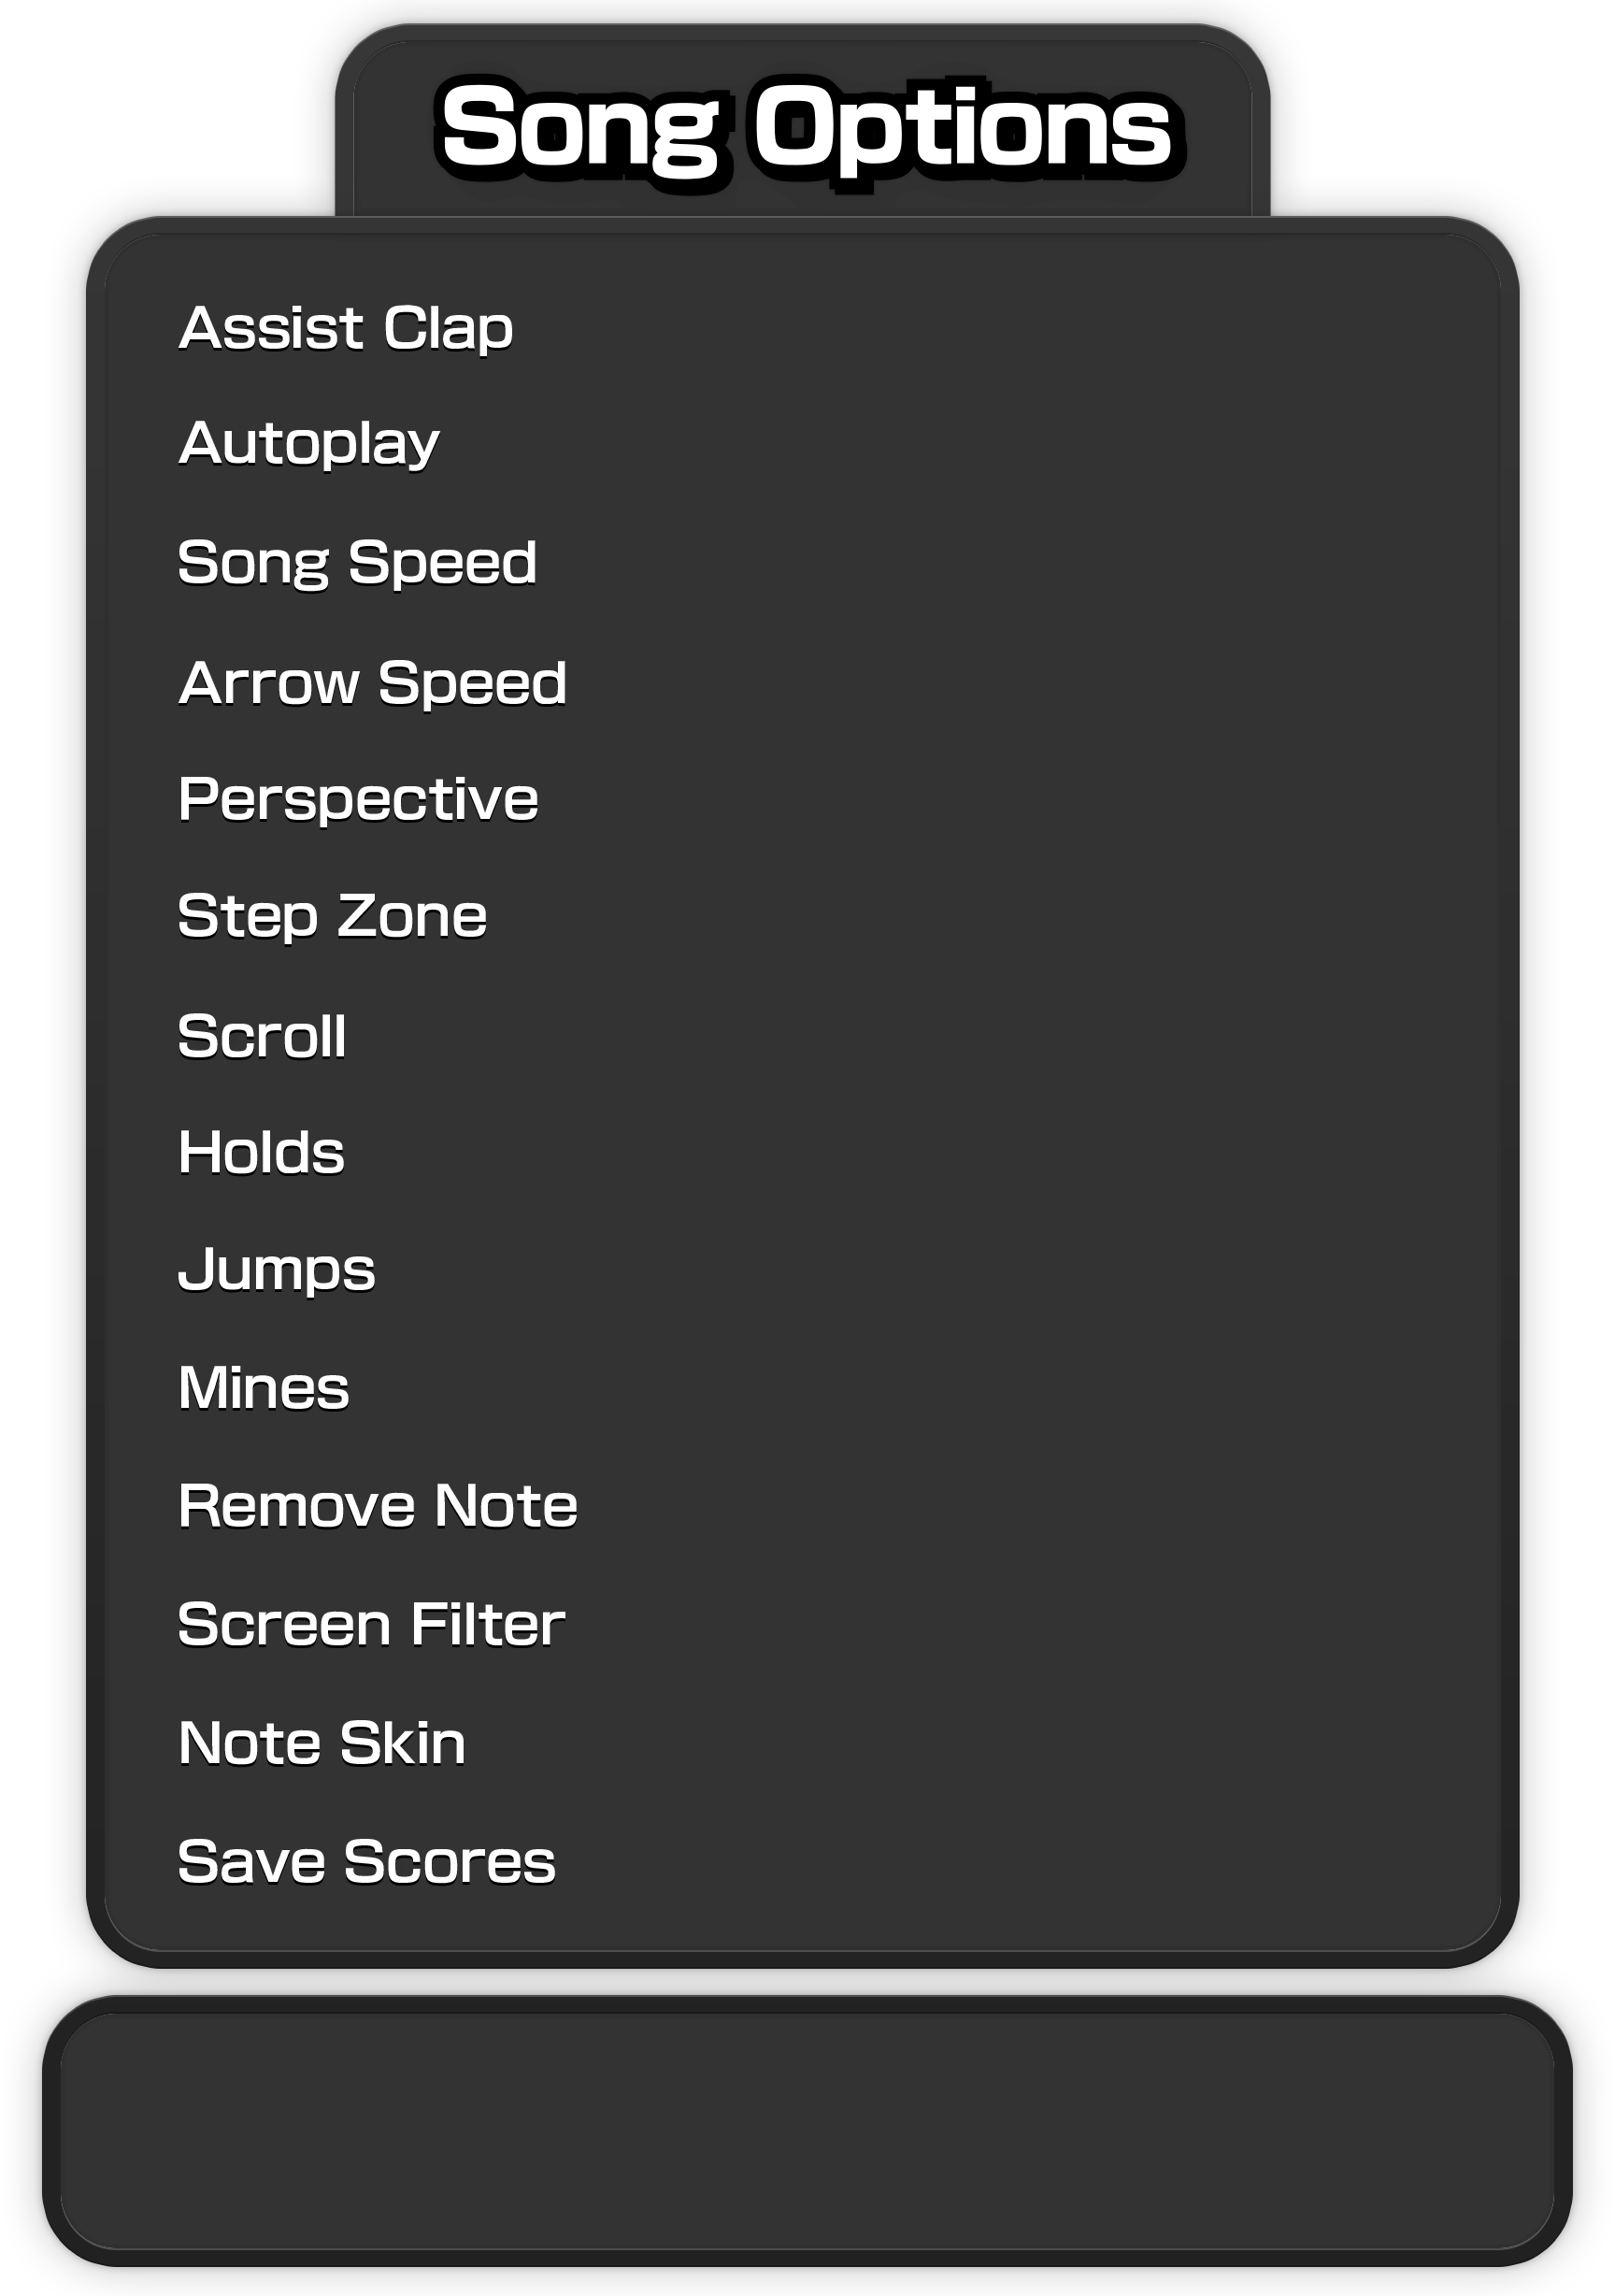 Song Options
Assist Clap
Autoplay
Song Speed
Arrow Speed
Perspective
Step Zone
Scroll
Holds
Jumps
Mines
Remove Note
Screen Filter
Note Skin
Save Scores